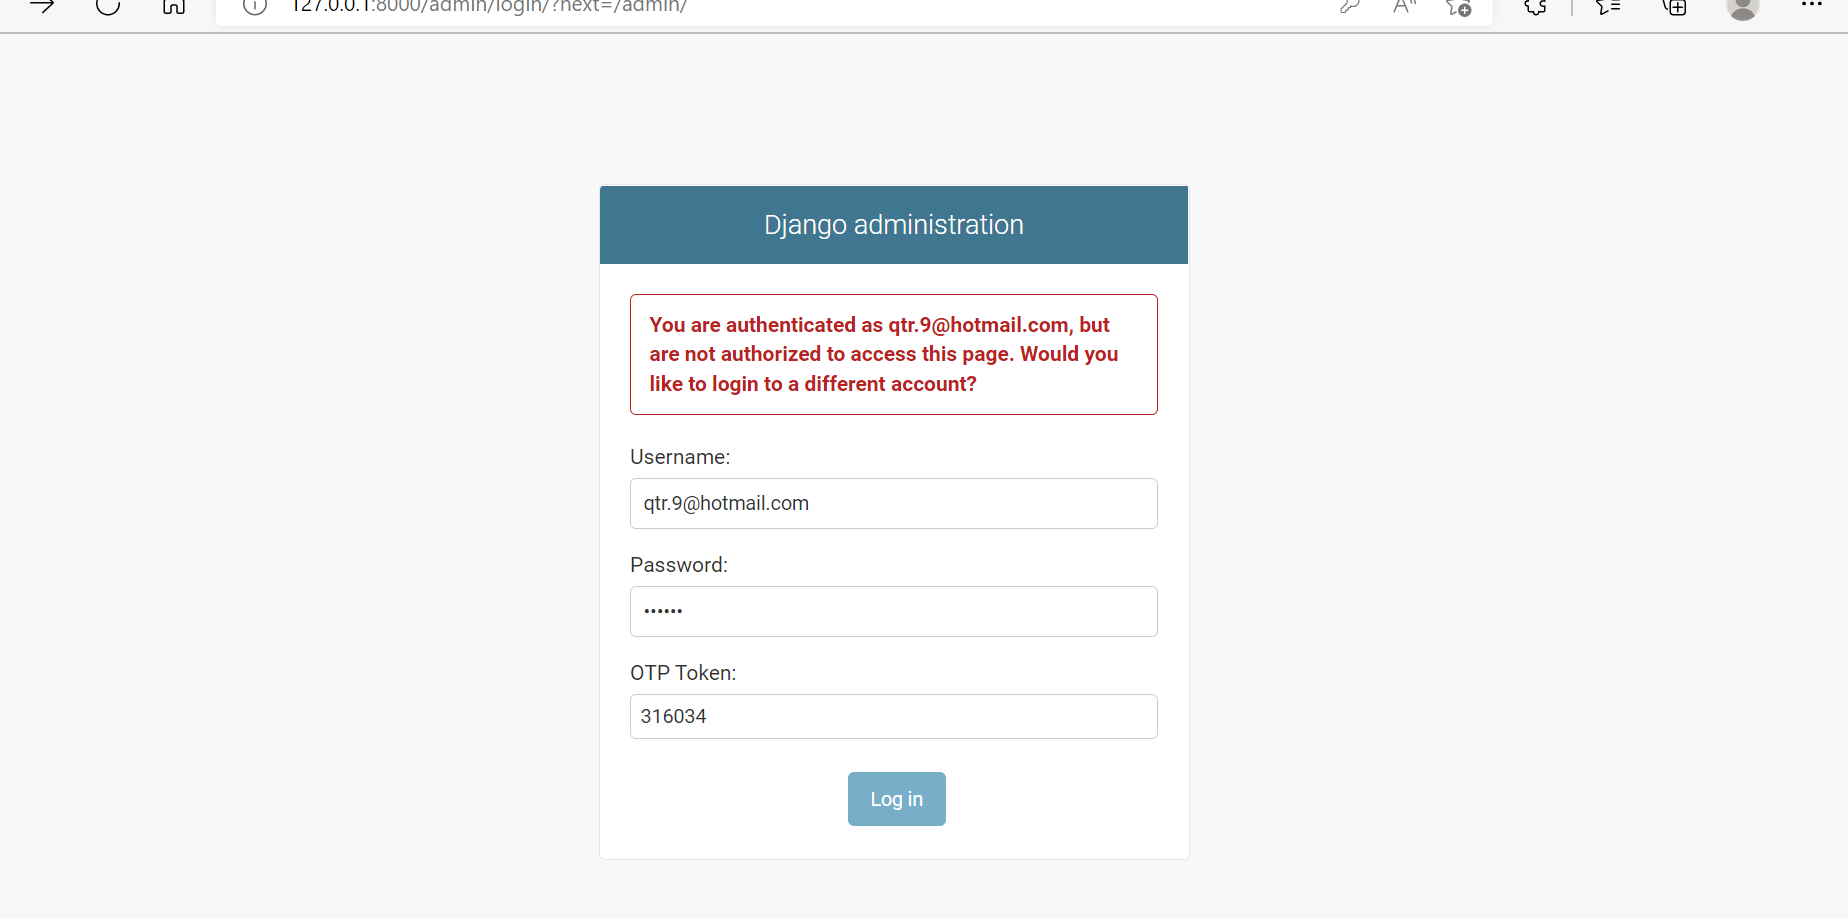 127.0.0.1:8000/admin/login/?next=/admin/
Django administration
You are authenticated as qtr.9@hotmail.com, but
are not authorized to access this page. Would you
like to login to a different account?
Username:
qtr.9@hotmail.com
Password:
••••••
OTP Token:
316034
Log in